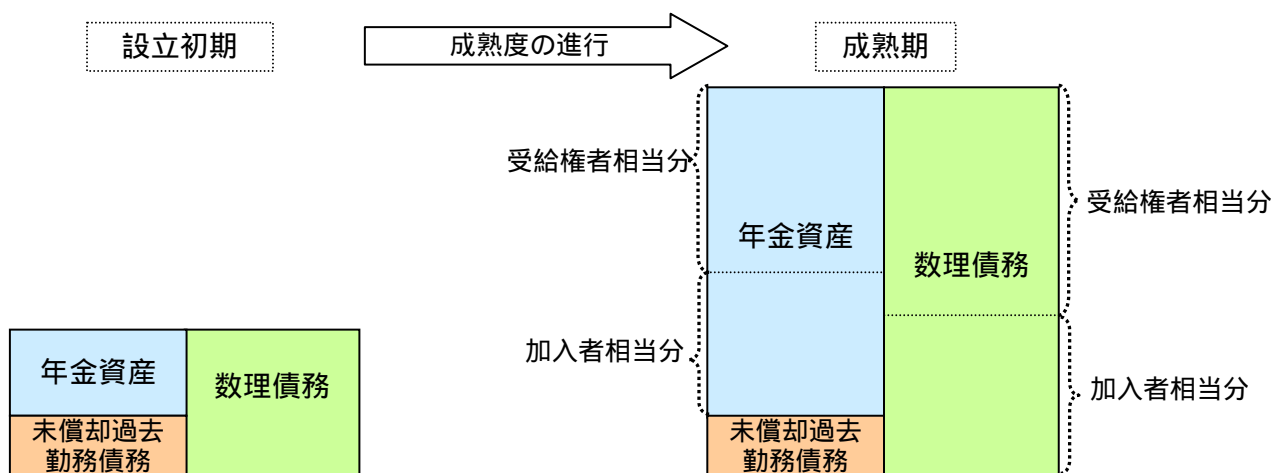 設立初期
成熟度の進行
成熟期
受給権者相当分
年金資産
数理債務
受給権者相当分
加入者相当分
加入者相当分
年金資産
数理債務
未償却過去
勤務債務
未償却過去
勤務債務